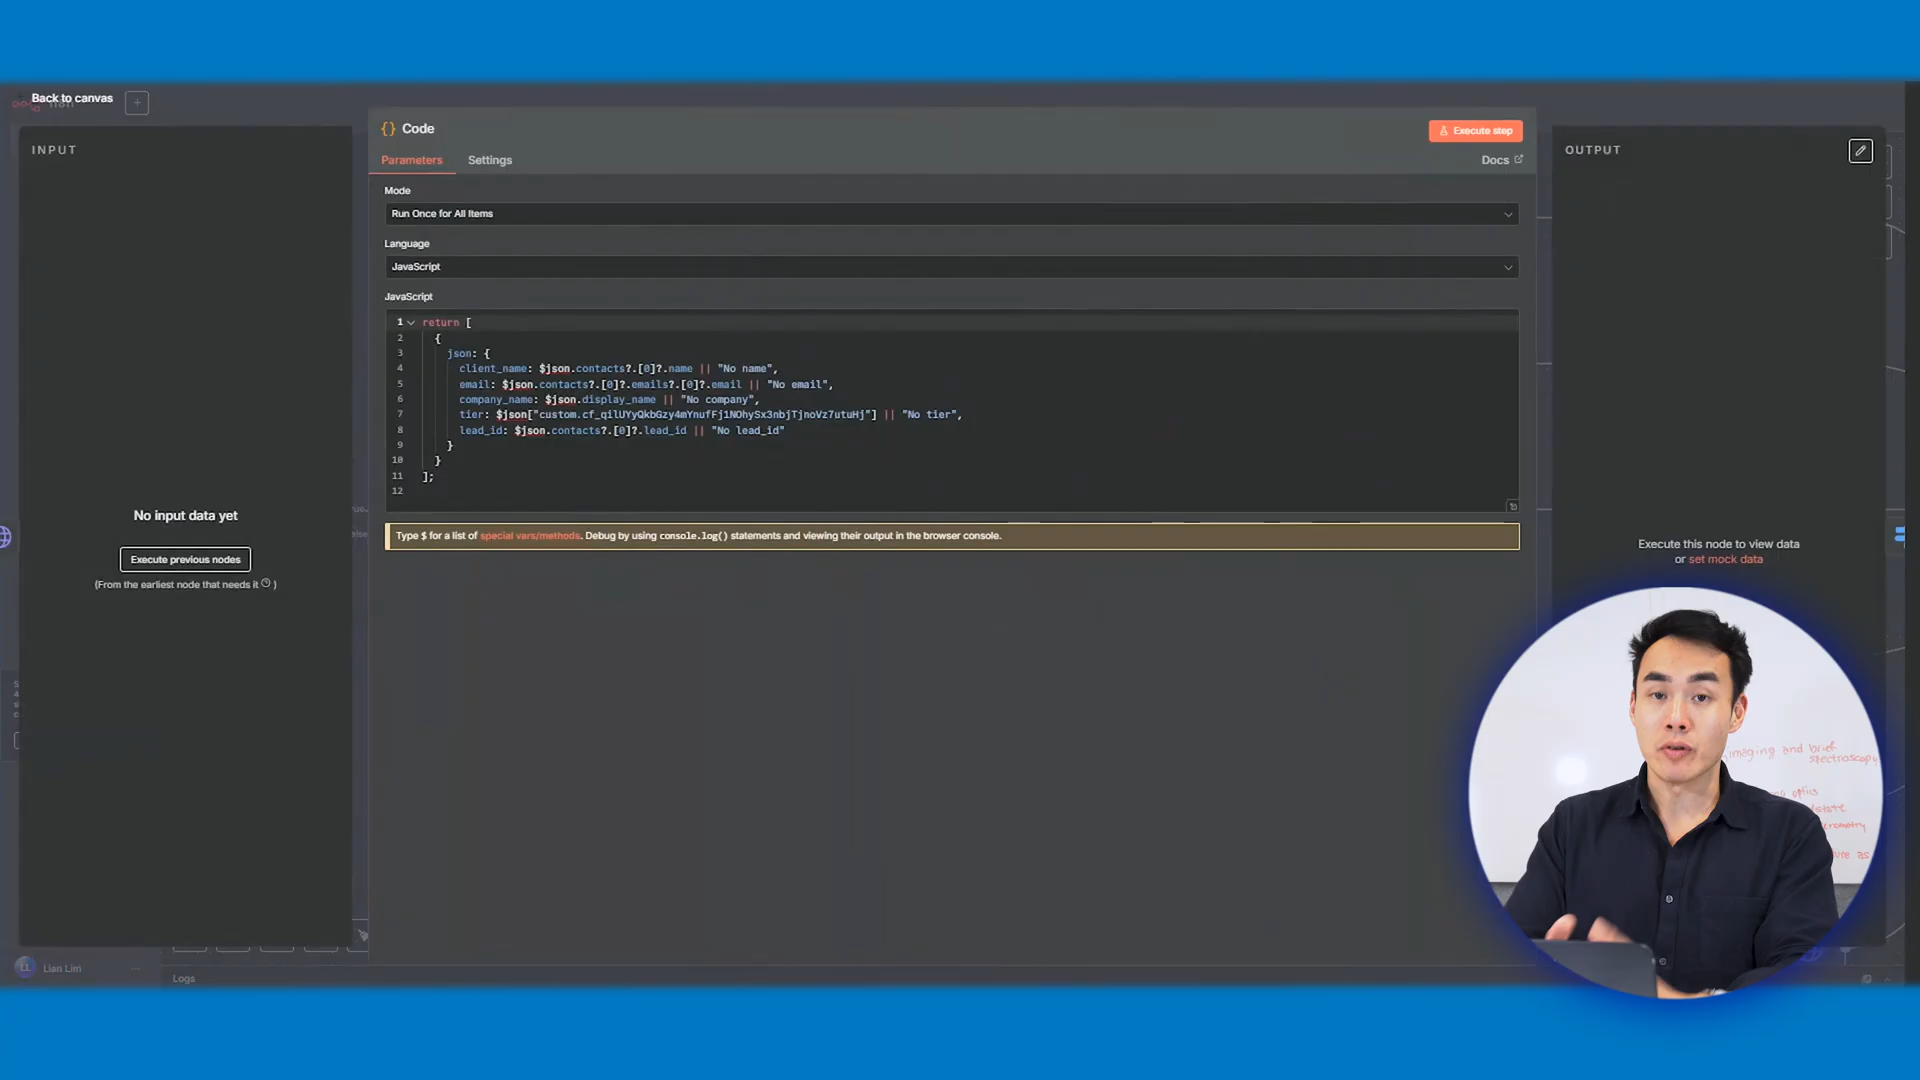 Back to canvas
INPUT
No input data yet
Execute previous nodes
(From the earliest node that needs it ? )
Lian Lim
LL
Logs
{} Code
Execute step
Parameters
Settings
Docs
Mode
Run Once for All Items
Language
JavaScript
JavaScript
1 return [
2 {
3 json: {
4 client_name: $json.contacts?.[0]?.name || "No name",
5 email: $json.contacts?.[0]?.emails?.[0]?.email || "No email",
6 company_name: $json.display_name || "No company",
7 tier: $json["custom.cf_qilUYyQkbGzy4mYnufFj1NOhySx3nbjTjnoVz7utuHj"] || "No tier",
8 lead_id: $json.contacts?.[0]?.lead_id || "No lead_id"
9 }
10 }
11 ];
12
Type $ for a list of special vars/methods. Debug by using console.log() statements and viewing their output in the browser console.
OUTPUT
Execute this node to view data
or set mock data
imaging and brief
spectroscopy
optics